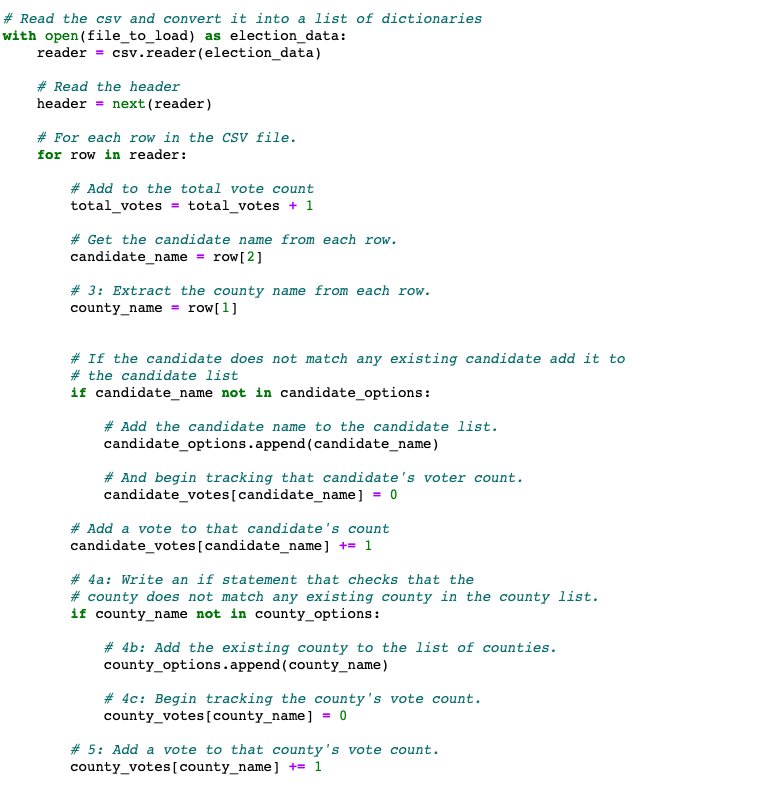 # Read the csv and convert it into a list of dictionaries
with open(file_to_load) as election_data:
    reader = csv.reader(election_data)

    # Read the header
    header = next(reader)

    # For each row in the CSV file.
    for row in reader:

        # Add to the total vote count
        total_votes = total_votes + 1

        # Get the candidate name from each row.
        candidate_name = row[2]

        # 3: Extract the county name from each row.
        county_name = row[1]


        # If the candidate does not match any existing candidate add it to
        # the candidate list
        if candidate_name not in candidate_options:

            # Add the candidate name to the candidate list.
            candidate_options.append(candidate_name)

            # And begin tracking that candidate's voter count.
            candidate_votes[candidate_name] = 0

        # Add a vote to that candidate's count
        candidate_votes[candidate_name] += 1

        # 4a: Write an if statement that checks that the
        # county does not match any existing county in the county list.
        if county_name not in county_options:

            # 4b: Add the existing county to the list of counties.
            county_options.append(county_name)

            # 4c: Begin tracking the county's vote count.
            county_votes[county_name] = 0

        # 5: Add a vote to that county's vote count.
        county_votes[county_name] += 1